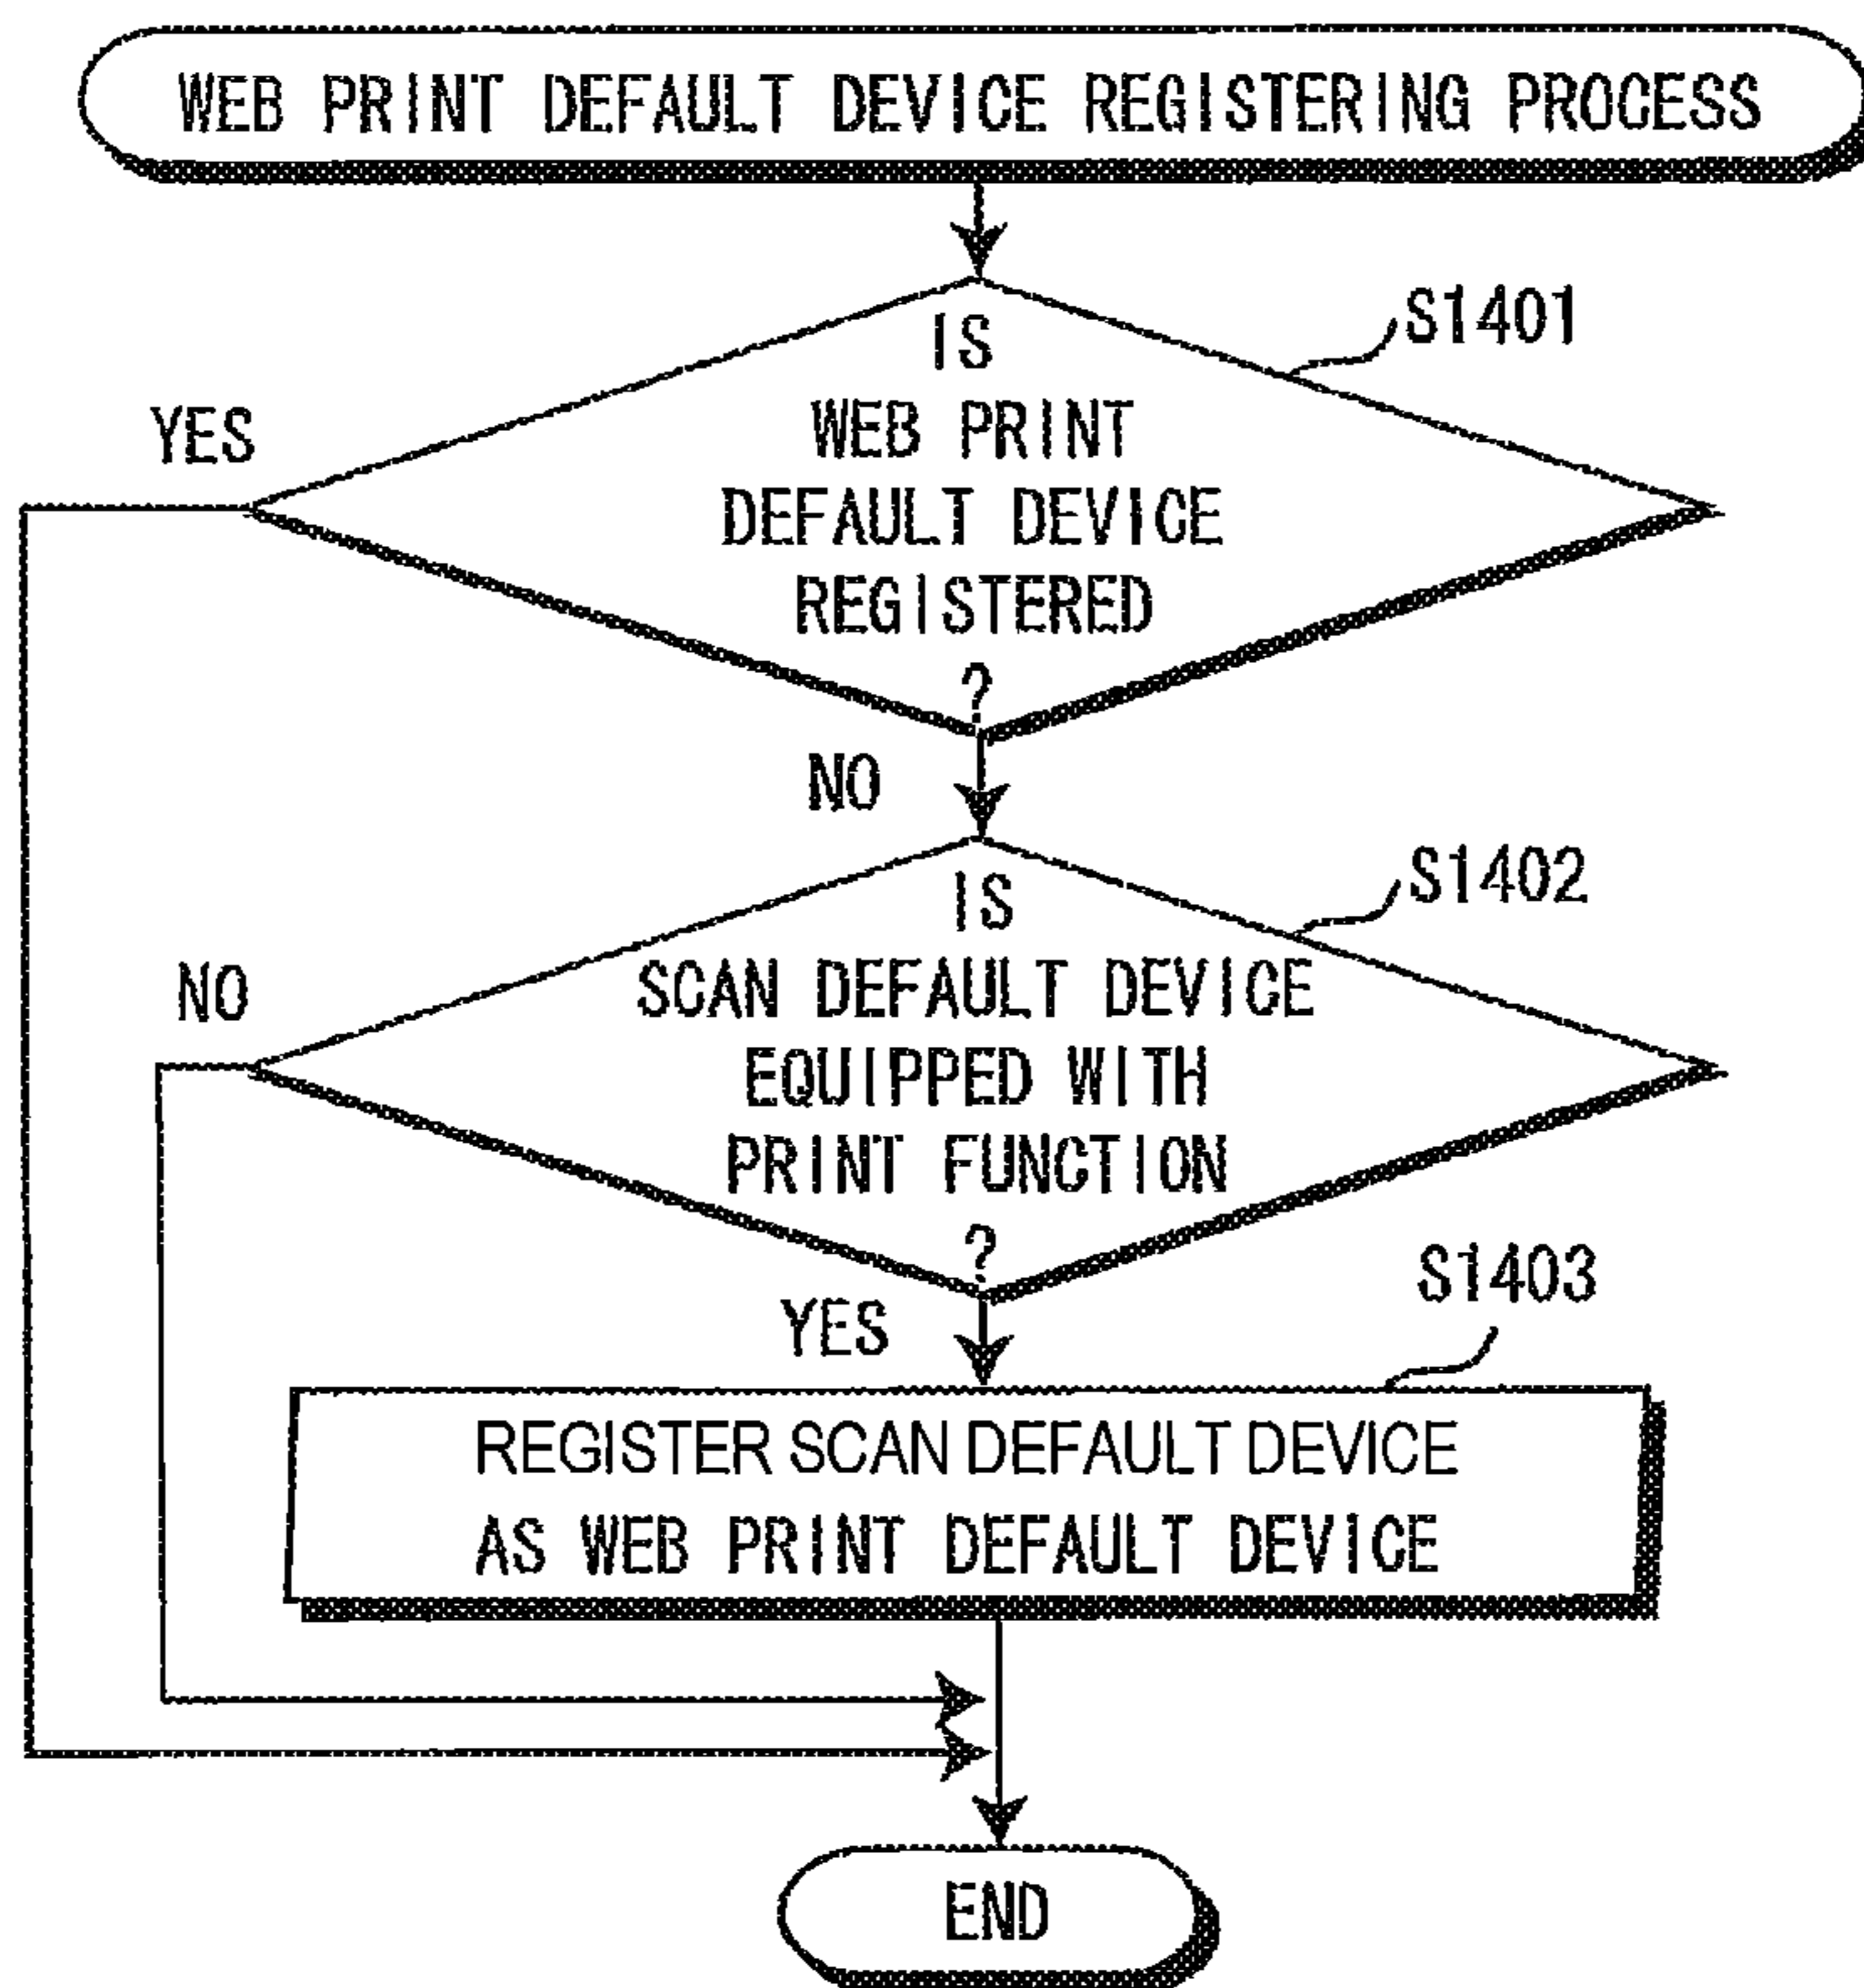 WEB PRINT DEFAULT DEVICE REGISTERING PROCESS
S1401
IS
WEB PRINT
DEFAULT DEVICE
REGISTERED
?
YES
NO
S1402
IS
SCAN DEFAULT DEVICE
EQUIPPED WITH
PRINT FUNCTION
?
NO
YES
S1403
REGISTER SCAN DEFAULT DEVICE
AS WEB PRINT DEFAULT DEVICE
END